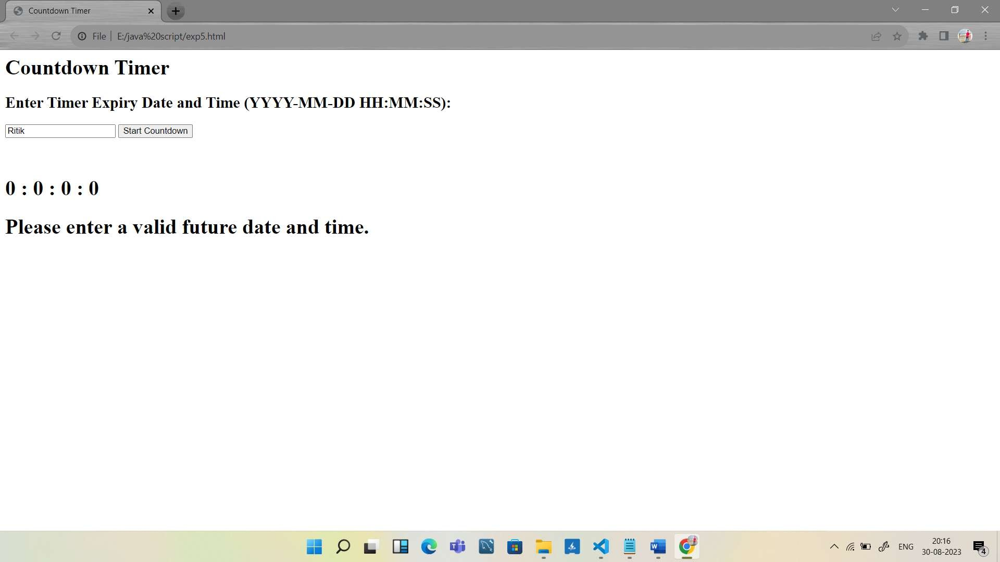 Countdown Timer
File | E:/java%20script/exp5.html
Countdown Timer
Enter Timer Expiry Date and Time (YYYY-MM-DD HH:MM:SS):
Ritik Start Countdown
0 : 0 : 0 : 0
Please enter a valid future date and time.
ENG
20:16
30-08-2023
4